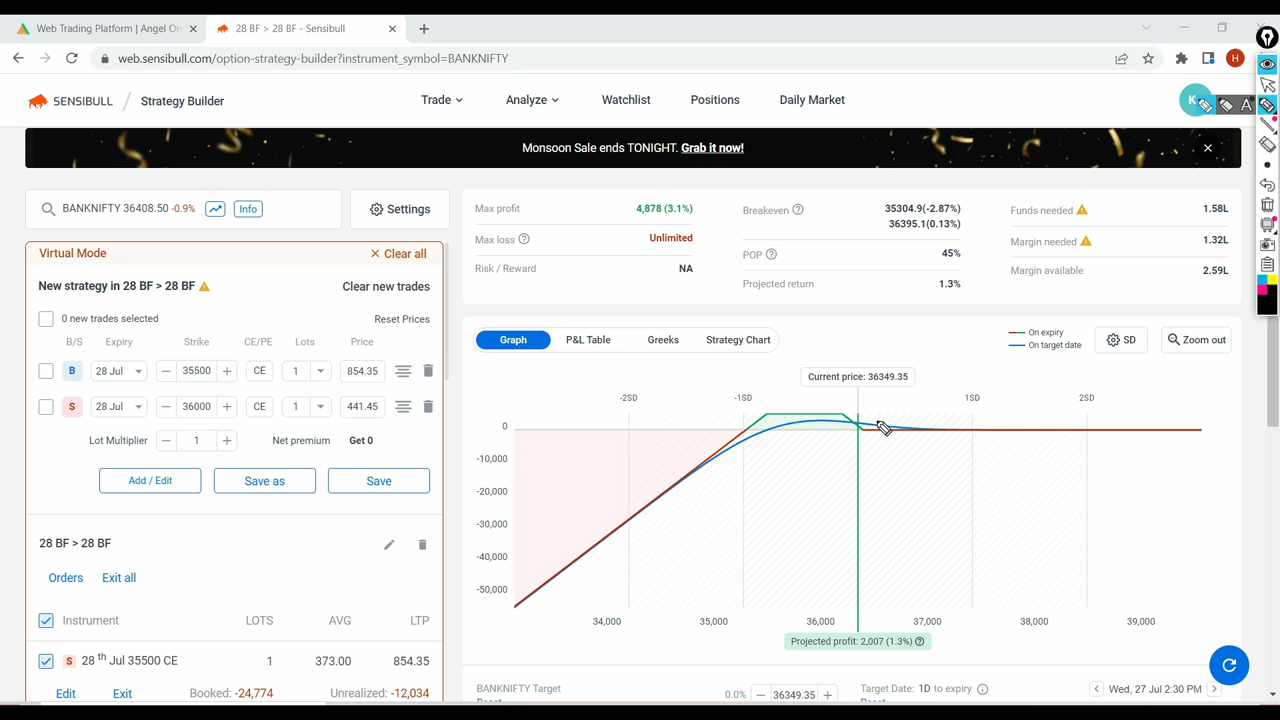 Web Trading Platform | Angel On
28 BF > 28 BF - Sensibull
web.sensibull.com/option-strategy-builder?instrument_symbol=BANKNIFTY
H
SENSIBULL / Strategy Builder
Trade
Analyze
Watchlist
Positions
Daily Market
K
A
Monsoon Sale ends TONIGHT. Grab it now!
BANKNIFTY 36408.50 -0.9%
Info
Settings
Virtual Mode
Clear all
New strategy in 28 BF > 28 BF
Clear new trades
0 new trades selected
Reset Prices
B/S Expiry Strike CE/PE Lots Price
B 28 Jul 35500 CE 1 854.35
S 28 Jul 36000 CE 1 441.45
Lot Multiplier 1 Net premium Get 0
Add / Edit
Save as
Save
28 BF > 28 BF
Orders
Exit all
Instrument LOTS AVG LTP
S 28th Jul 35500 CE 1 373.00 854.35
Edit Exit Booked: -24,774 Unrealized: -12,034
Max profit 4,878 (3.1%)
Max loss Unlimited
Risk / Reward NA
Breakeven 35304.9(-2.87%)
36395.1(0.13%)
POP 45%
Projected return 1.3%
Funds needed 1.58L
Margin needed 1.32L
Margin available 2.59L
Graph
P&L Table
Greeks
Strategy Chart
On expiry
On target date
SD
Zoom out
Current price: 36349.35
-2SD -1SD 1SD 2SD
0
-10,000
-20,000
-30,000
-40,000
-50,000
34,000 35,000 36,000 37,000 38,000 39,000
Projected profit: 2,007 (1.3%)
BANKNIFTY Target 0.0% 36349.35
Target Date: 1D to expiry
Wed, 27 Jul 2:30 PM